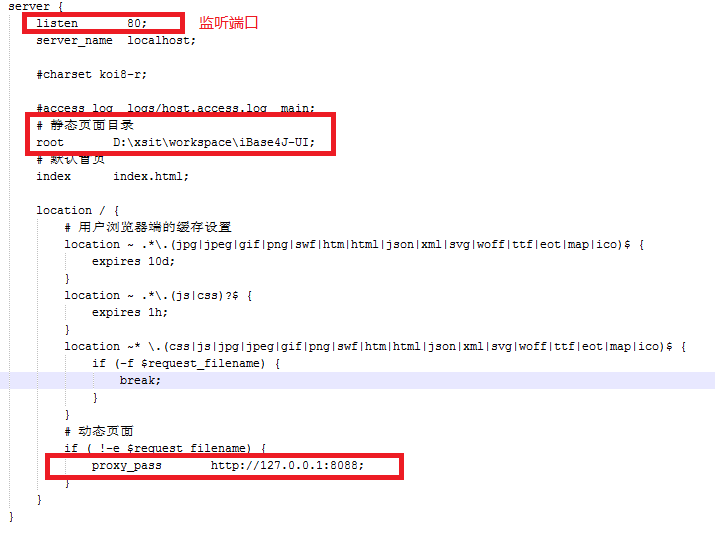 server {
listen 80; 监听端口
server_name localhost;
#charset koi8-r;
#access_log logs/host.access.log main;
# 静态页面目录
root D:\xsit\workspace\iBase4J-UI;
# 默认首页
index index.html;
location / {
# 用户浏览器端的缓存设置
location ~ .*\.(jpg|jpeg|gif|png|swf|htm|html|json|xml|svg|woff|ttf|eot|map|ico)$ {
expires 10d;
}
location ~ .*\.(js|css)?$ {
expires 1h;
}
location ~* \.(css|js|jpg|jpeg|gif|png|swf|htm|html|json|xml|svg|woff|ttf|eot|map|ico)$ {
if (-f $request_filename) {
break;
}
}
# 动态页面
if ( !-e $request_filename) {
proxy_pass http://127.0.0.1:8088;
}
}
}